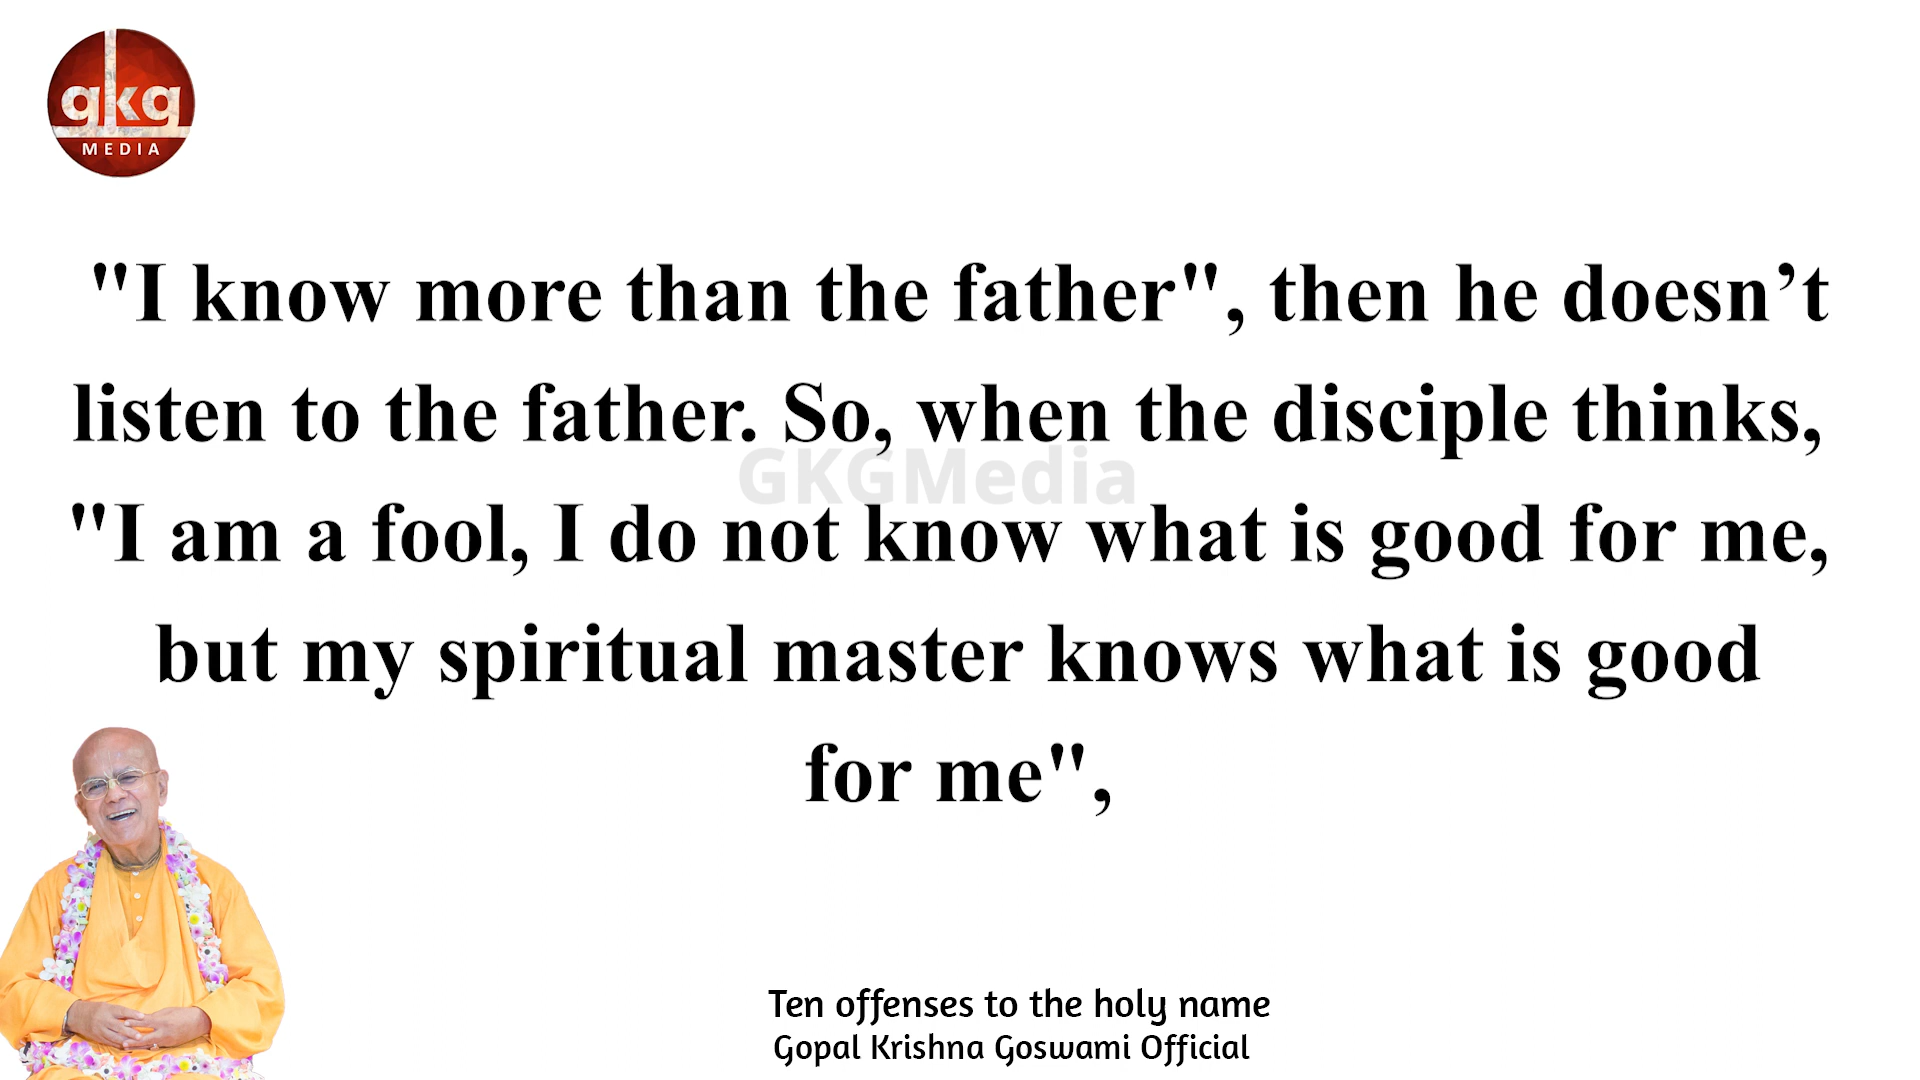 gkg
MEDIA
"I know more than the father", then he doesn’t
listen to the father. So, when the disciple thinks,
GKGMedia
"I am a fool, I do not know what is good for me,
but my spiritual master knows what is good
for me",
Ten offenses to the holy name
Gopal Krishna Goswami Official